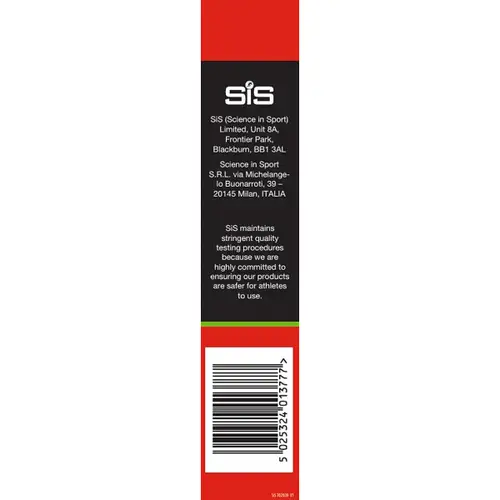 SiS
SiS (Science in Sport)
Limited, Unit 8A,
Frontier Park,
Blackburn, BB1 3AL
Science in Sport
S.R.L. via Michelange-
lo Buonarroti, 39 –
20145 Milan, ITALIA
SiS maintains
stringent quality
testing procedures
because we are
highly committed to
ensuring our products
are safer for athletes
to use.
5 025324 013777>